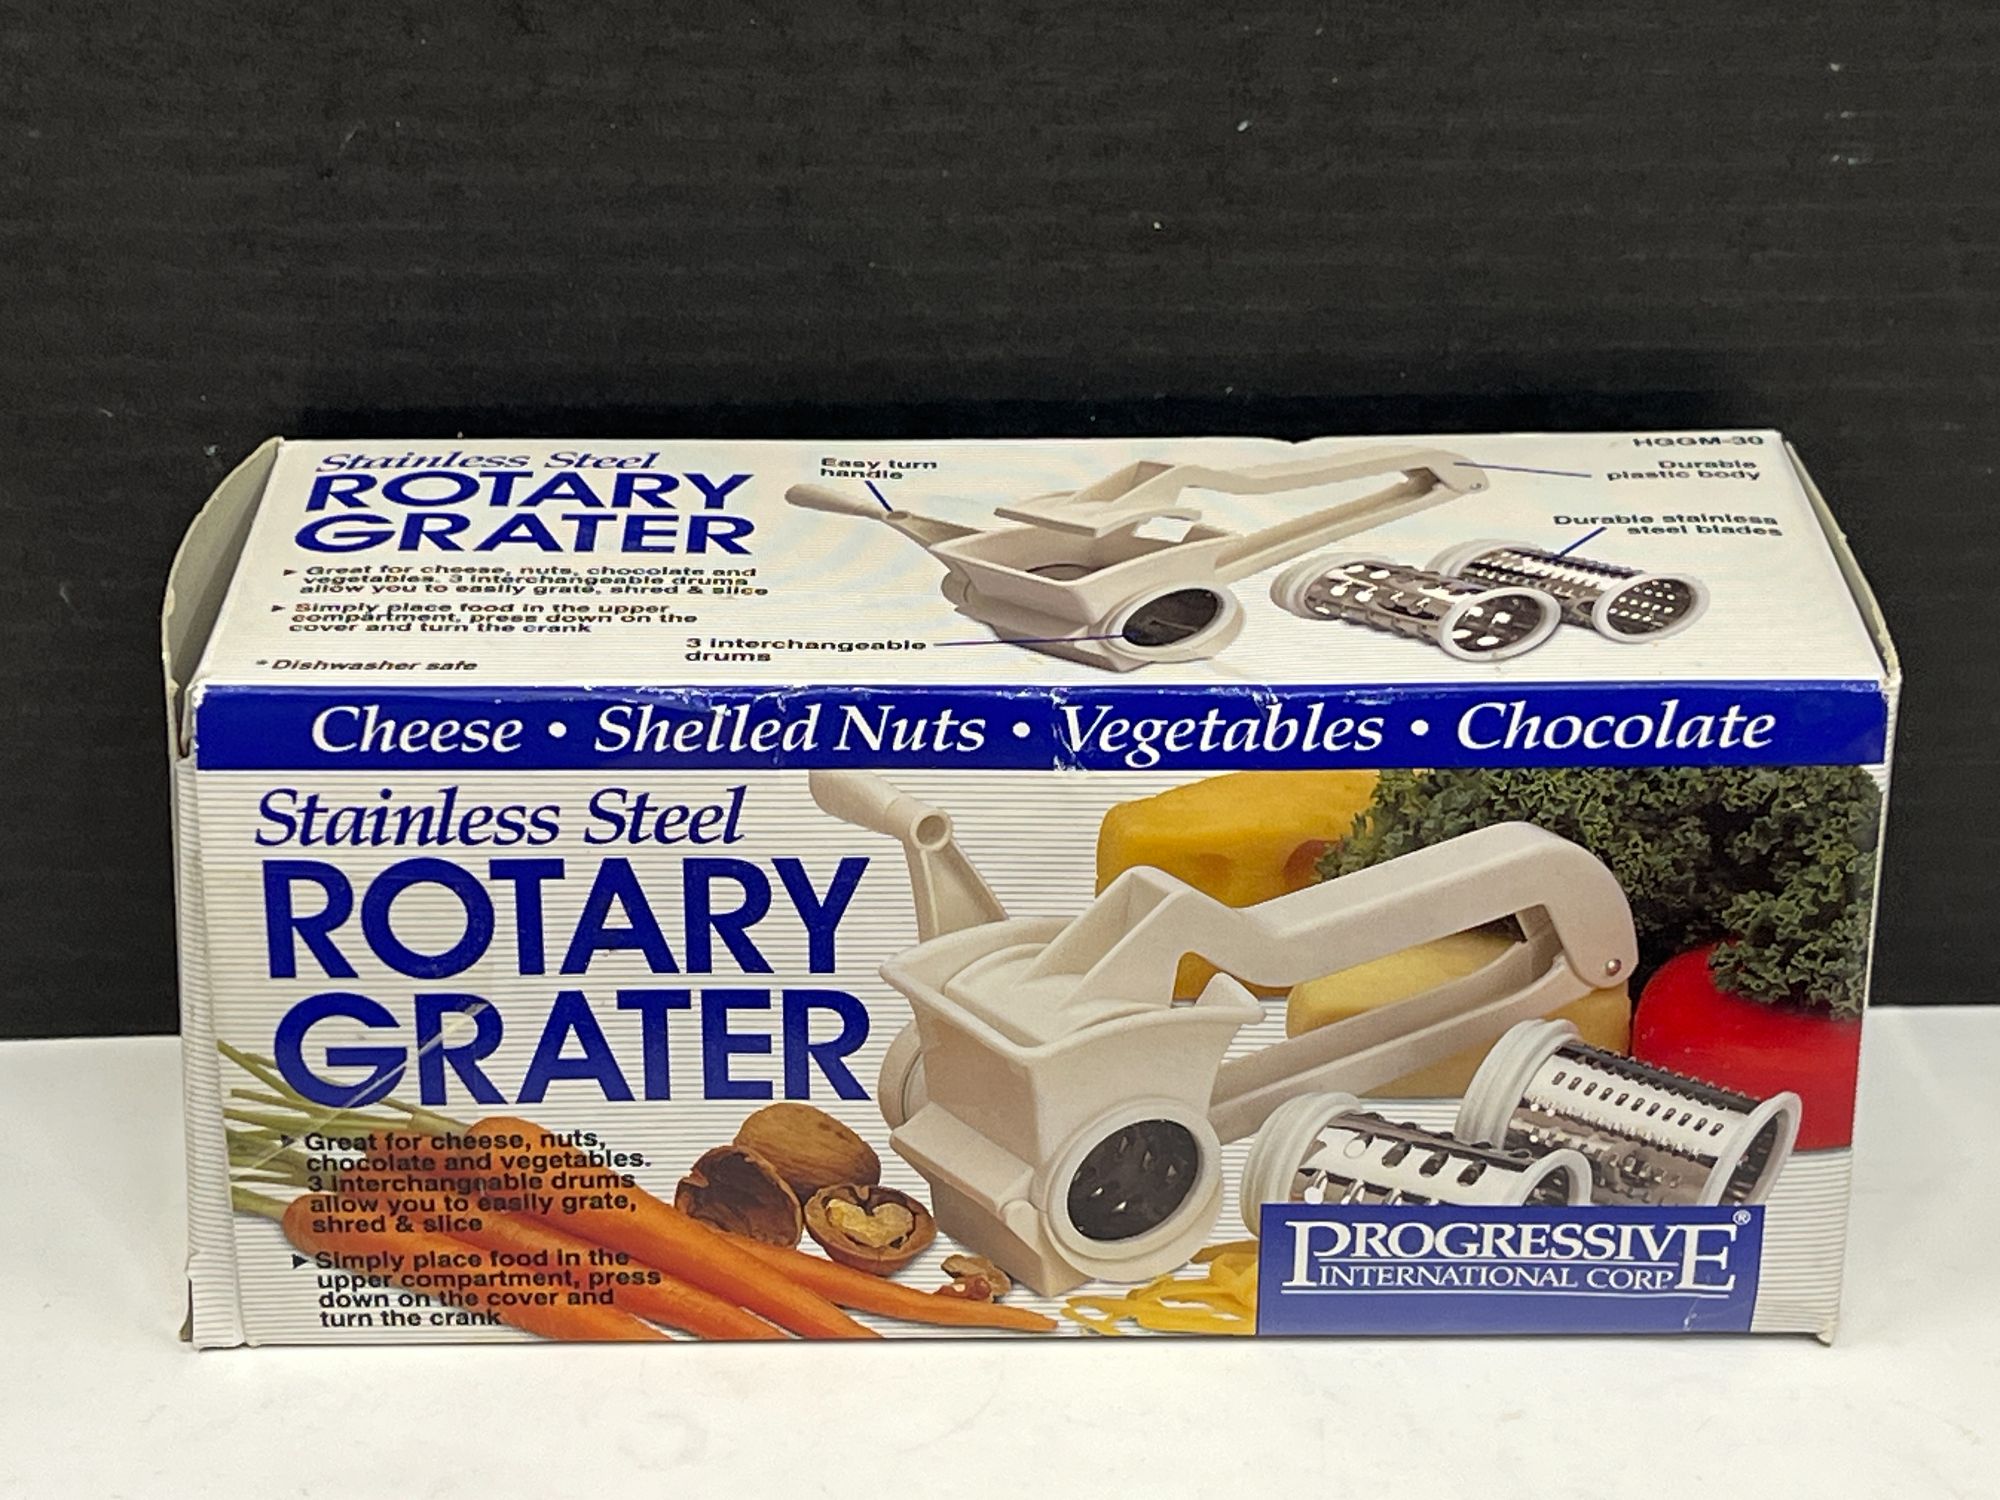 HGGM-30
Stainless Steel
ROTARY
GRATER
► Great for cheese, nuts, chocolate and
vegetables. 3 interchangeable drums
allow you to easily grate, shred & slice
► Simply place food in the upper
compartment, press down on the
cover and turn the crank
*Dishwasher safe
Easy turn
handle
3 interchangeable
drums
Durable
plastic body
Durable stainless
steel blades
Cheese • Shelled Nuts • Vegetables • Chocolate
Stainless Steel
ROTARY
GRATER
► Great for cheese, nuts,
chocolate and vegetables.
3 interchangeable drums
allow you to easily grate,
shred & slice
► Simply place food in the
upper compartment, press
down on the cover and
turn the crank
PROGRESSIVE®
INTERNATIONAL CORP.